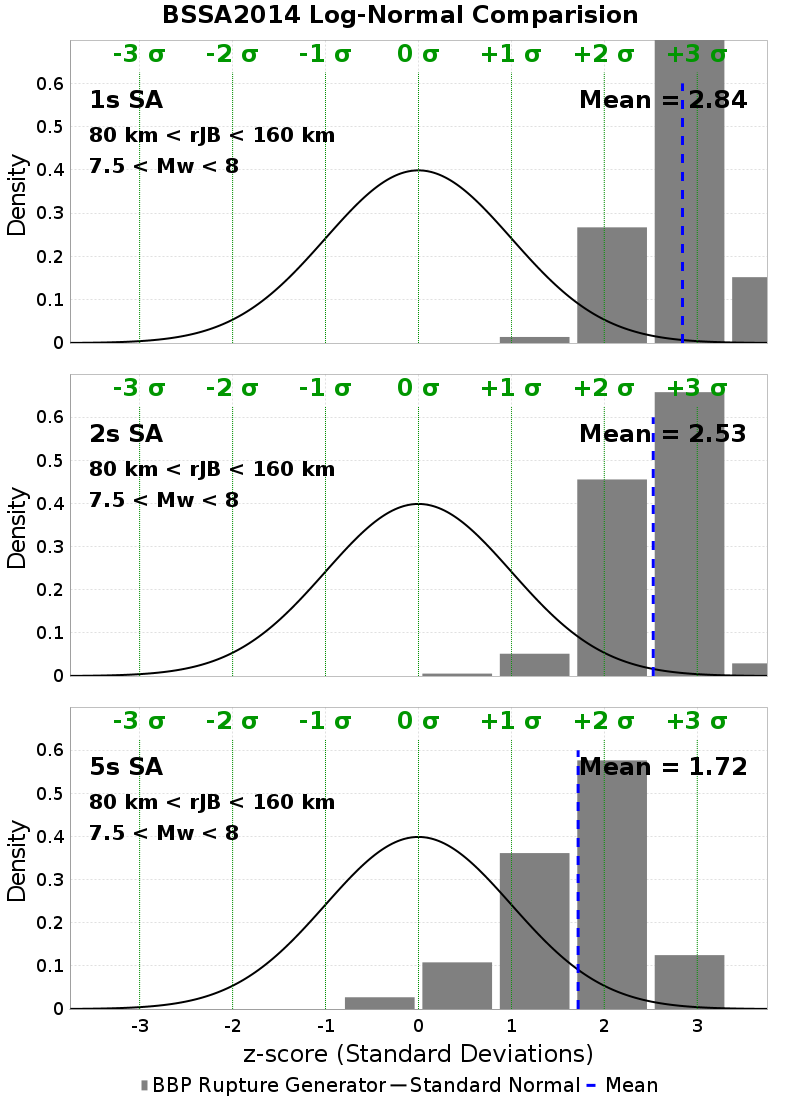 BSSA2014 Log-Normal Comparision
-3 σ -2 σ -1 σ 0 σ +1 σ +2 σ +3 σ
1s SA
Mean = 2.84
80 km < rJB < 160 km
7.5 < Mw < 8
Density
0.6
0.5
0.4
0.3
0.2
0.1
0
-3 σ -2 σ -1 σ 0 σ +1 σ +2 σ +3 σ
2s SA
Mean = 2.53
80 km < rJB < 160 km
7.5 < Mw < 8
Density
0.6
0.5
0.4
0.3
0.2
0.1
0
-3 σ -2 σ -1 σ 0 σ +1 σ +2 σ +3 σ
5s SA
Mean = 1.72
80 km < rJB < 160 km
7.5 < Mw < 8
Density
0.6
0.5
0.4
0.3
0.2
0.1
0
-3 -2 -1 0 1 2 3
z-score (Standard Deviations)
BBP Rupture Generator Standard Normal Mean